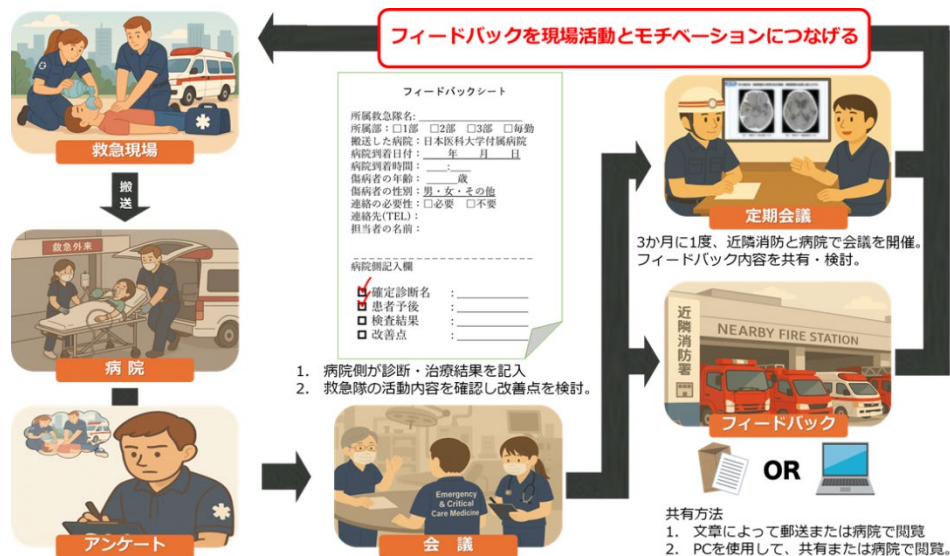 フィードバックを現場活動とモチベーションにつなげる
救急現場
搬送
救急外来
病院
アンケート
フィードバックシート
所属救急隊名:
所属部:□1部 □2部 □3部 □毎勤
搬送した病院:日本医科大学付属病院
病院到着日付: 年 月 日
病院到着時間: :
傷病者の年齢: 歳
傷病者の性別:男・女・その他
連絡の必要性:□必要 □不要
連絡先(TEL):
担当者の名前:
病院側記入欄
確定診断名 :
患者予後 :
検査結果 :
改善点 :
1. 病院側が診断・治療結果を記入
2. 救急隊の活動内容を確認し改善点を検討。
Emergency
& Critical
Care Medicine
会議
定期会議
3か月に1度、近隣消防と病院で会議を開催。
フィードバック内容を共有・検討。
近隣消防署
NEARBY FIRE STATION
フィードバック
OR
共有方法
1. 文章によって郵送または病院で閲覧
2. PCを使用して、共有または病院で閲覧。